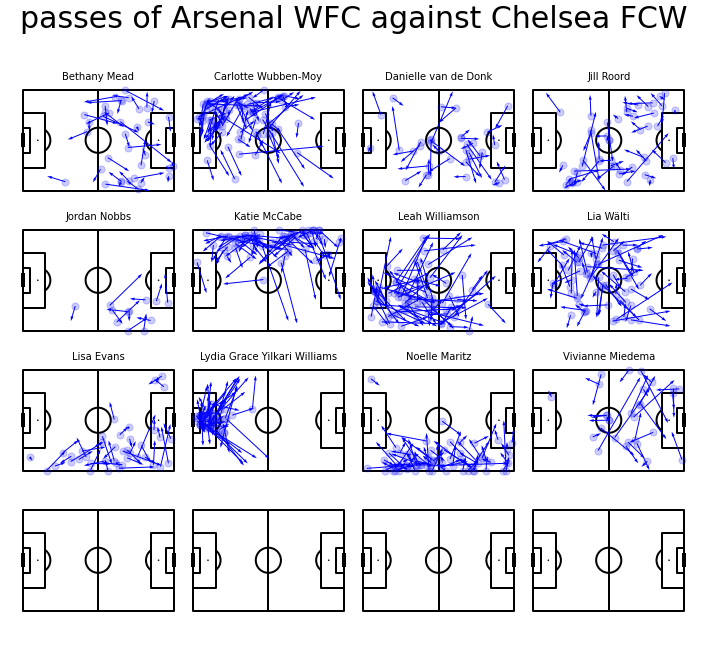 passes of Arsenal WFC against Chelsea FCW
Bethany Mead
Carlotte Wubben-Moy
Danielle van de Donk
Jill Roord
Jordan Nobbs
Katie McCabe
Leah Williamson
Lia Wälti
Lisa Evans
Lydia Grace Yilkari Williams
Noelle Maritz
Vivianne Miedema